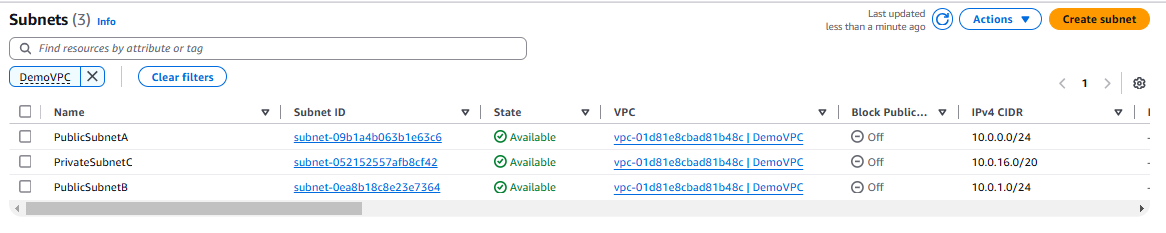 Subnets (3) Info
Last updated
less than a minute ago
Actions
Create subnet
Find resources by attribute or tag
DemoVPC
Clear filters
1
Name Subnet ID State VPC Block Public... IPv4 CIDR
PublicSubnetA subnet-09b1a4b063b1e63c6 Available vpc-01d81e8cbad81b48c | DemoVPC Off 10.0.0.0/24 -
PrivateSubnetC subnet-052152557afb8cf42 Available vpc-01d81e8cbad81b48c | DemoVPC Off 10.0.16.0/20 -
PublicSubnetB subnet-0ea8b18c8e23e7364 Available vpc-01d81e8cbad81b48c | DemoVPC Off 10.0.1.0/24 -